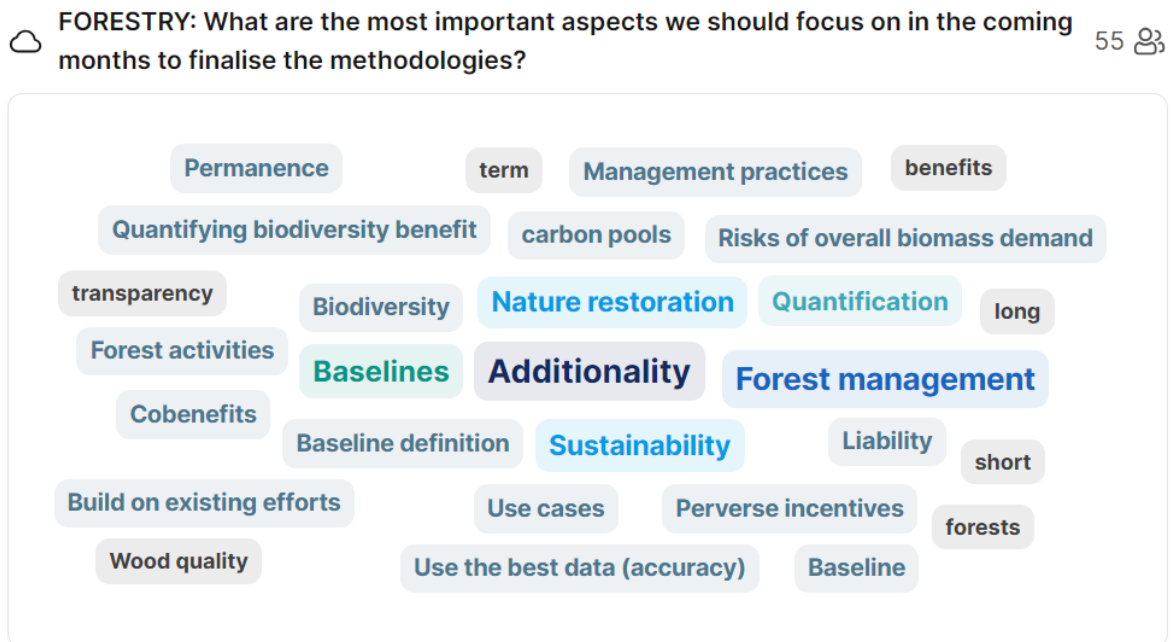 FORESTRY: What are the most important aspects we should focus on in the coming
months to finalise the methodologies?
55
Permanence
term
Management practices
benefits
Quantifying biodiversity benefit
carbon pools
Risks of overall biomass demand
transparency
Biodiversity
Nature restoration
Quantification
long
Forest activities
Baselines
Additionality
Forest management
Cobenefits
Baseline definition
Sustainability
Liability
short
Build on existing efforts
Use cases
Perverse incentives
forests
Wood quality
Use the best data (accuracy)
Baseline